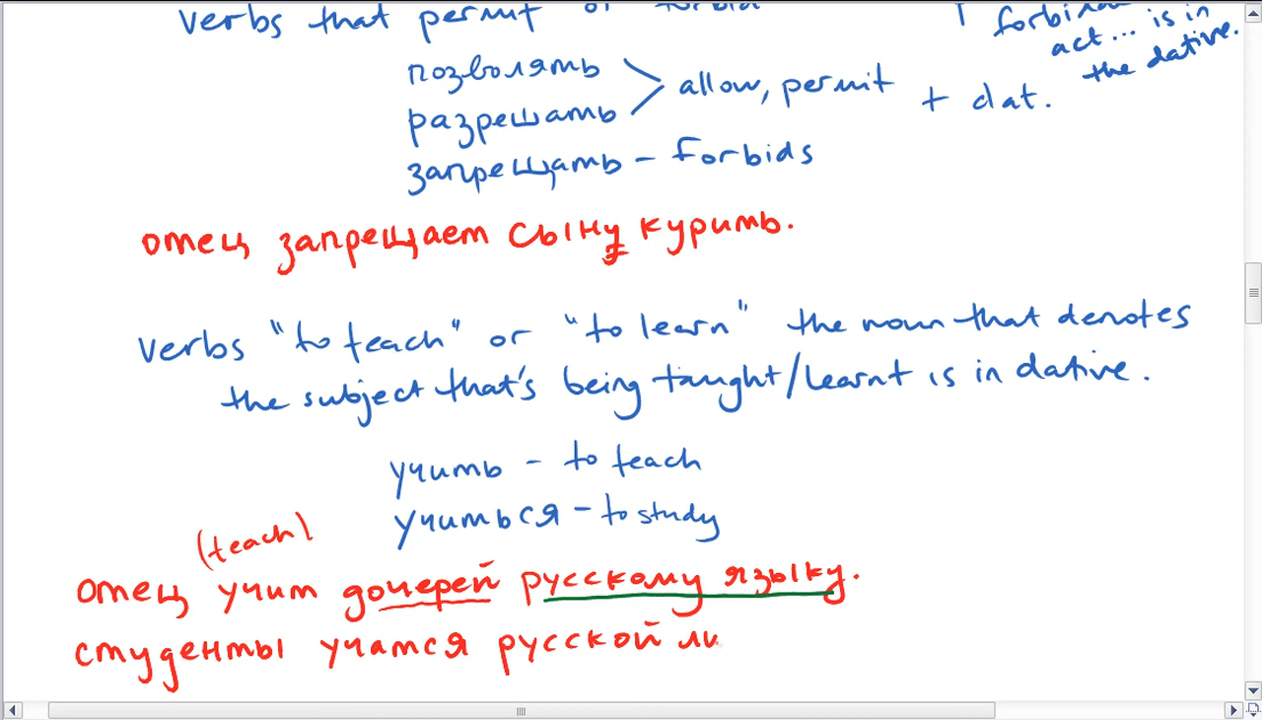 verbs that permit or forbid
forbidden
act... is in
the dative.
позволять
разрешать
allow, permit + dat.
запрещать - forbids
отец запрещает сыну курить.
verbs "to teach" or "to learn" the noun that denotes
the subject that's being taught/learnt is in dative.
учить - to teach
учиться - to study
(teach)
отец учит дочерей русскому языку.
студенты учатся русской ли